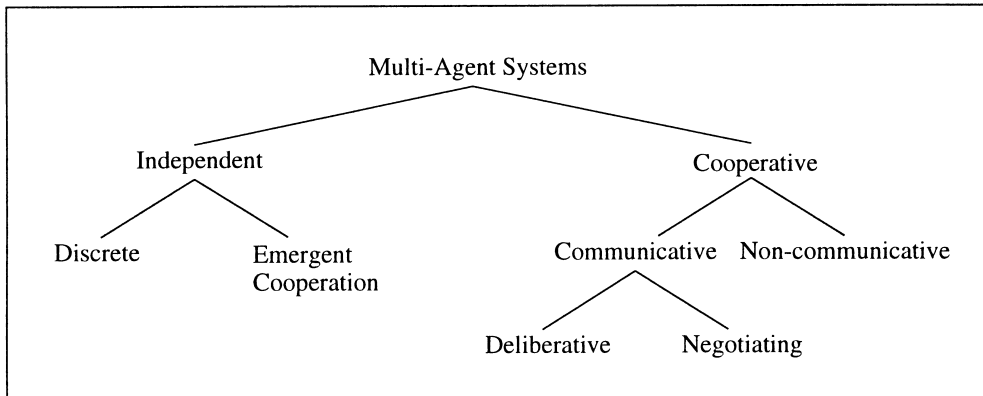 Multi-Agent Systems
Independent
Cooperative
Discrete
Emergent
Cooperation
Communicative
Non-communicative
Deliberative
Negotiating